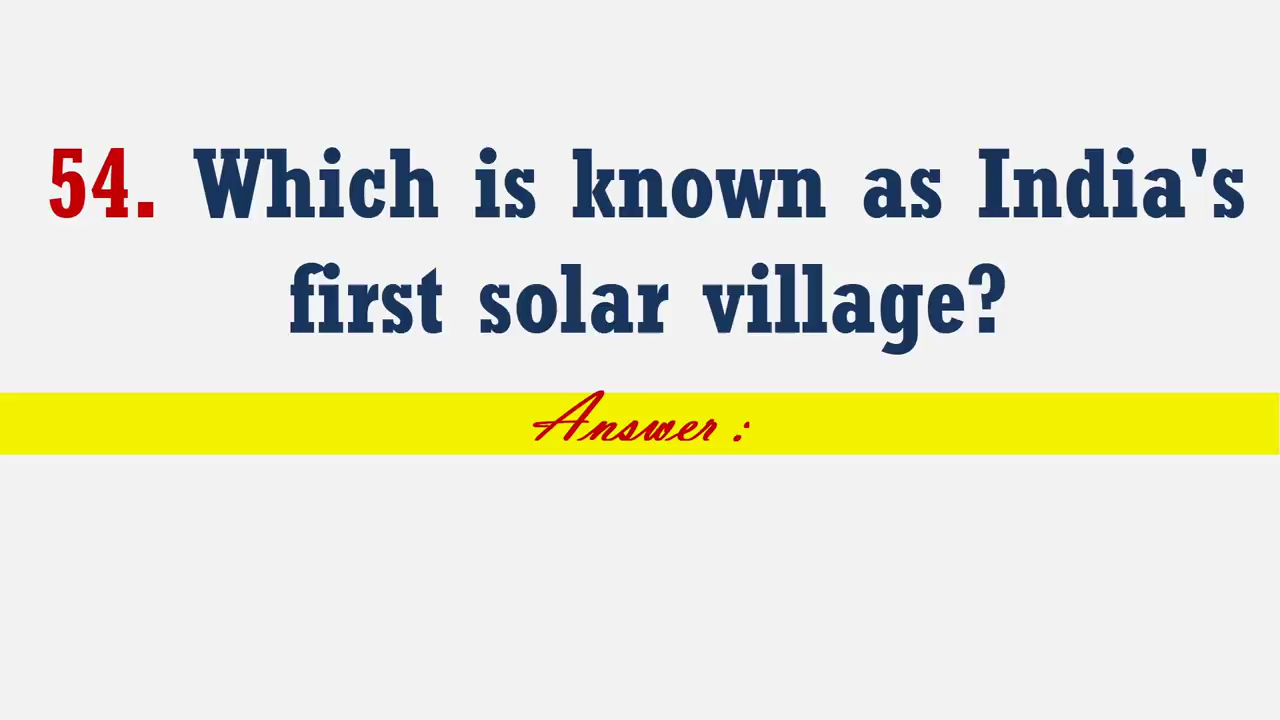 54. Which is known as India's
first solar village?
Answer :